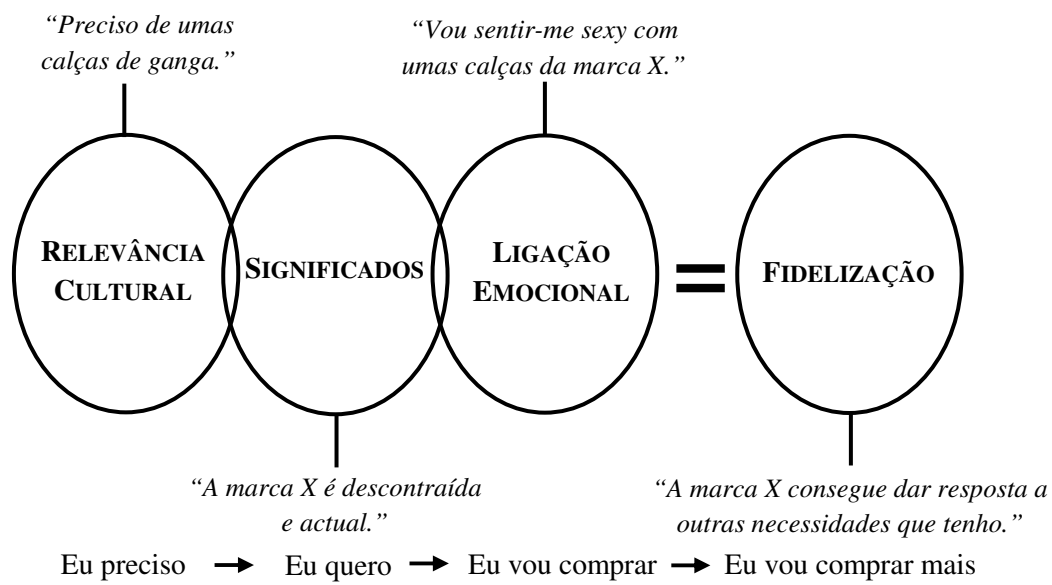 “Preciso de umas
calças de ganga.”
“Vou sentir-me sexy com
umas calças da marca X.”
RELEVÂNCIA
CULTURAL
SIGNIFICADOS
LIGAÇÃO
EMOCIONAL
=
FIDELIZAÇÃO
“A marca X é descontraída
e actual.”
“A marca X consegue dar resposta a
outras necessidades que tenho.”
Eu preciso → Eu quero → Eu vou comprar → Eu vou comprar mais